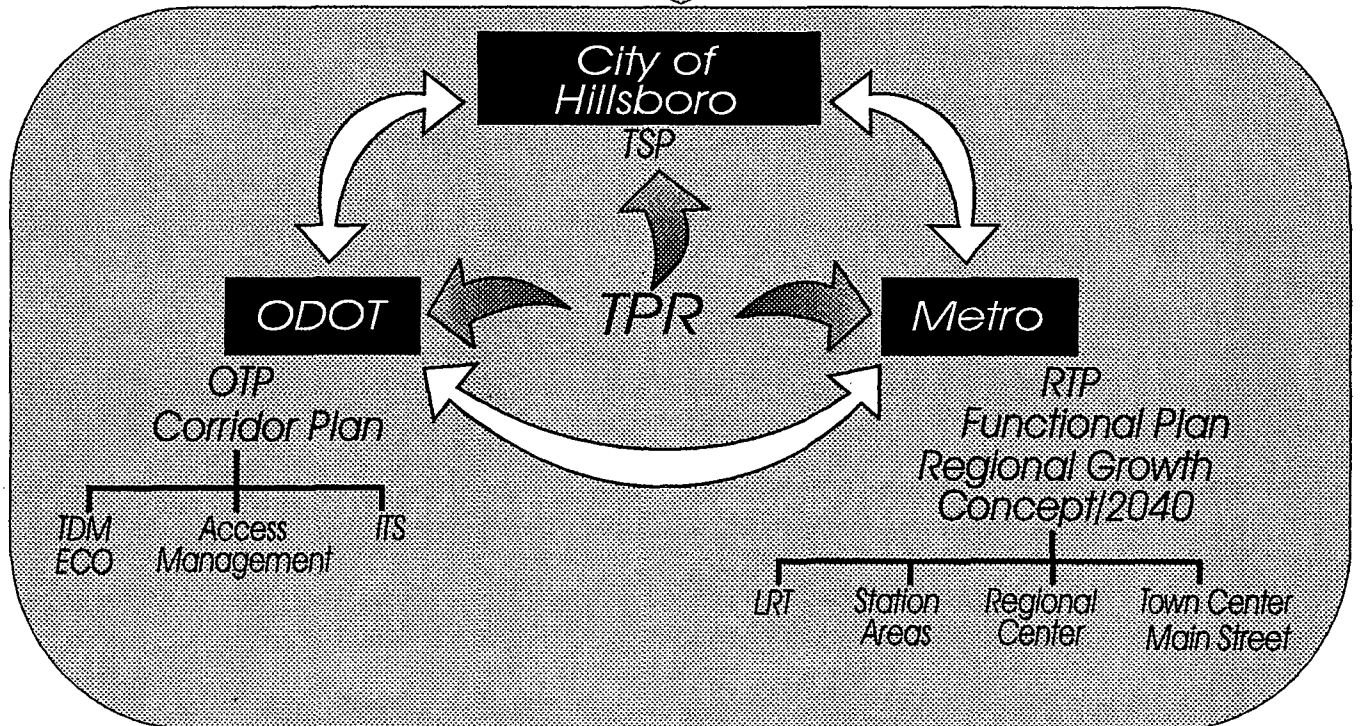 City of
Hillsboro
TSP
ODOT
TPR
Metro
OTP
Corridor Plan
RTP
Functional Plan
Regional Growth
Concept/2040
TDM
ECO
Access
Management
ITS
LRT
Station
Areas
Regional
Center
Town Center
Main Street